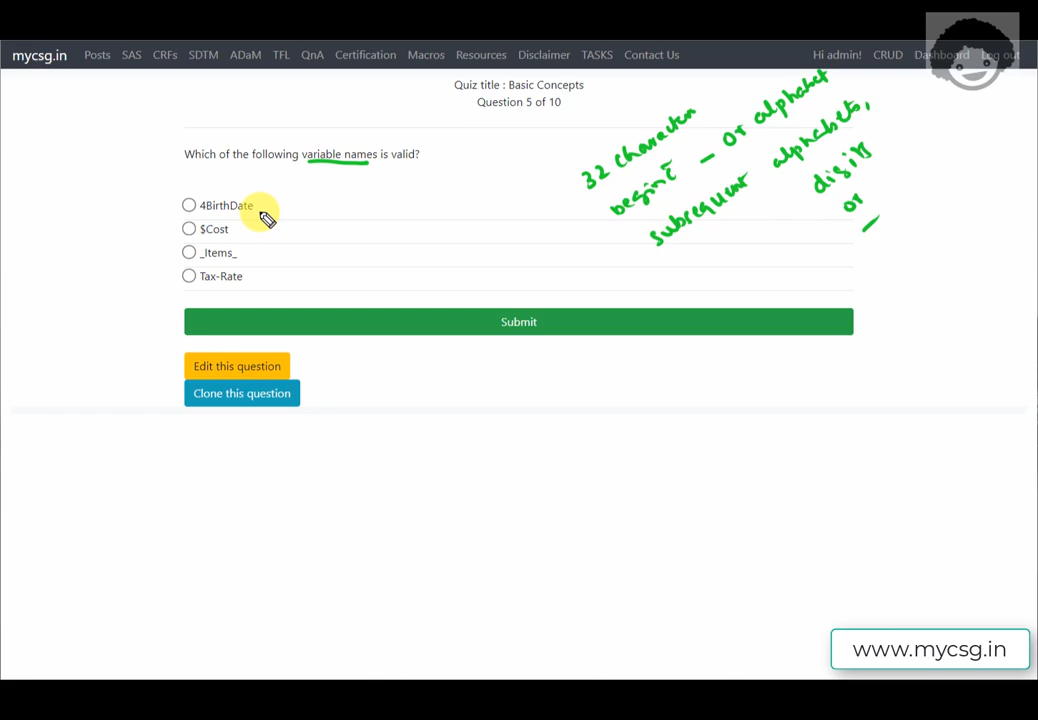 mycsg.in Posts SAS CRFs SDTM ADaM TFL QnA Certification Macros Resources Disclaimer TASKS Contact Us Hi admin! CRUD Dashboard Log out
Quiz title : Basic Concepts
Question 5 of 10
Which of the following variable names is valid?
32 character
begins – or alphabet
subsequent alphabets,
digits
or
_
4BirthDate
$Cost
_Items_
Tax-Rate
Submit
Edit this question
Clone this question
www.mycsg.in